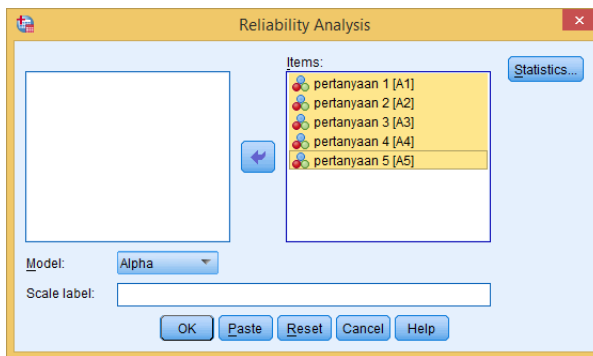 Reliability Analysis
Items:
pertanyaan 1 [A1]
pertanyaan 2 [A2]
pertanyaan 3 [A3]
pertanyaan 4 [A4]
pertanyaan 5 [A5]
Statistics...
Model:
Alpha
Scale label:
OK
Paste
Reset
Cancel
Help